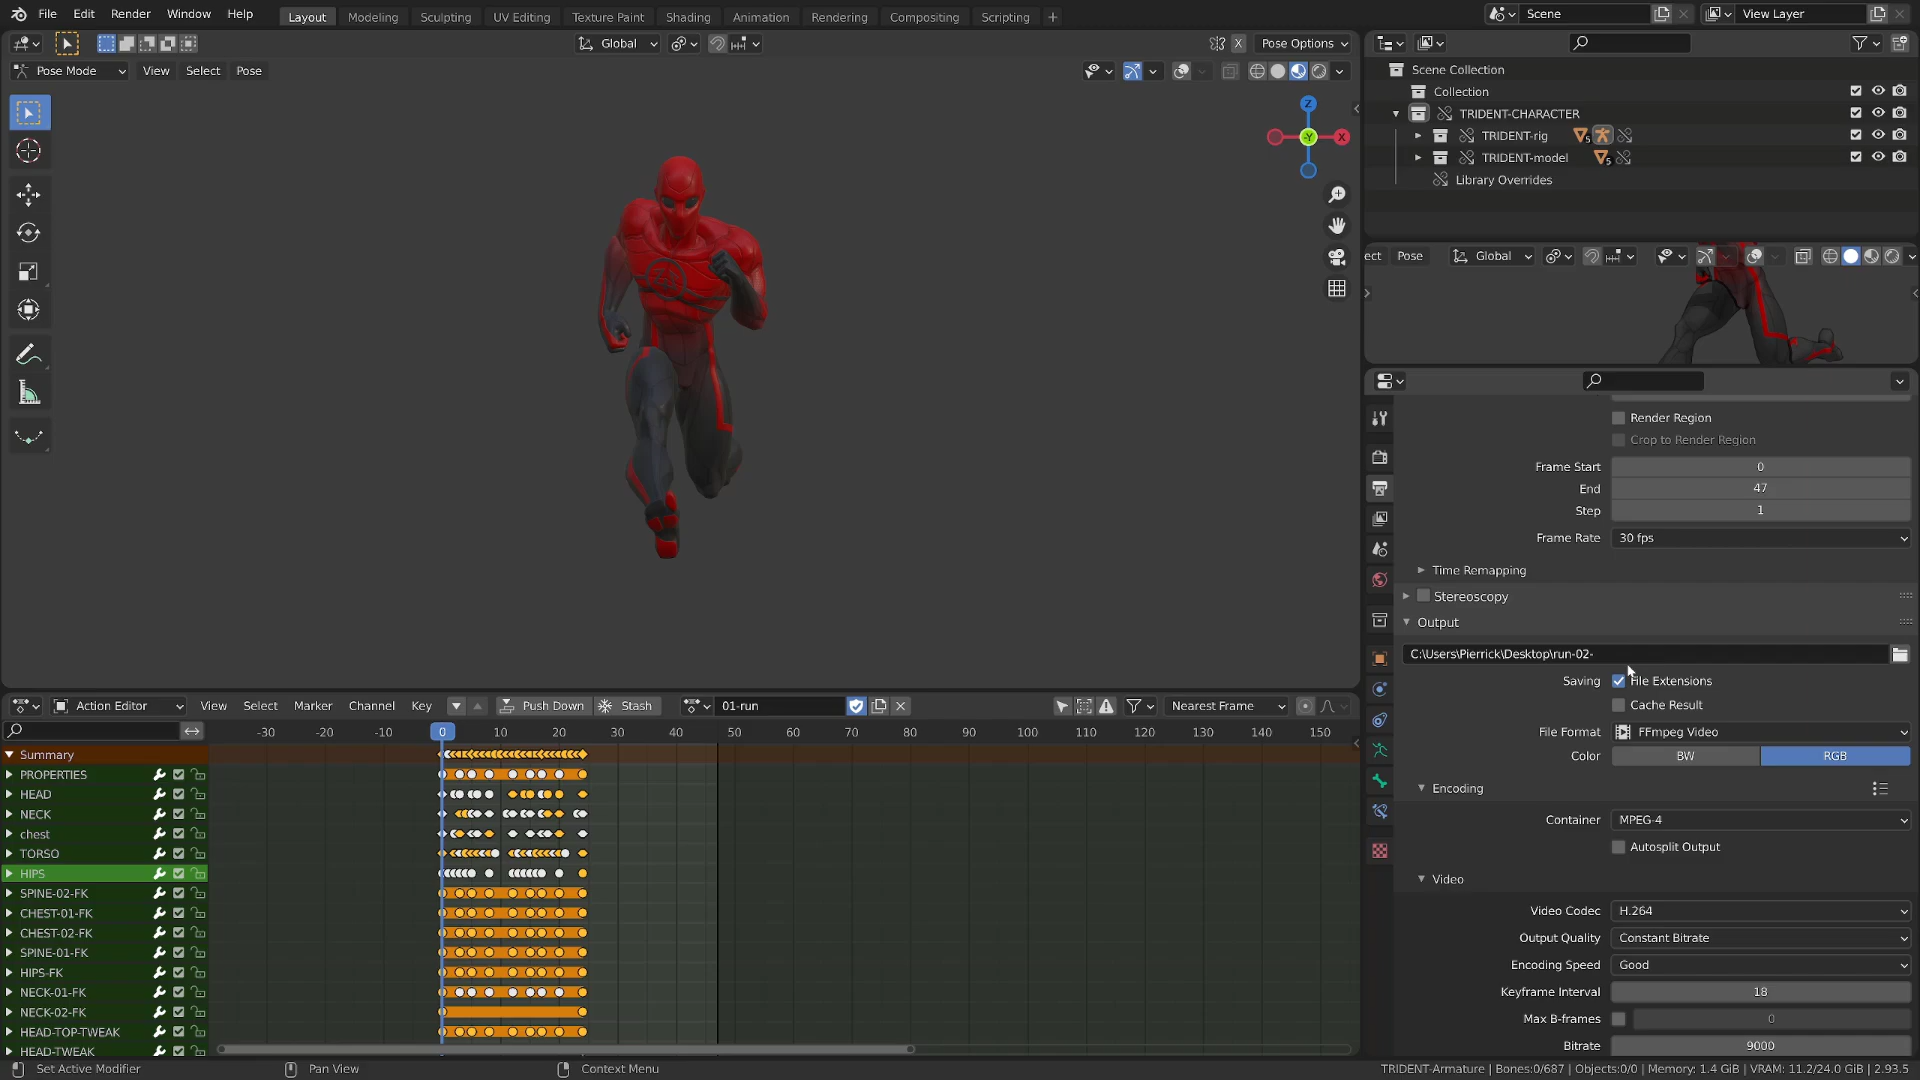 File Edit Render Window Help Layout Modeling Sculpting UV Editing Texture Paint Shading Animation Rendering Compositing Scripting + Scene View Layer
Global X Pose Options
Pose Mode View Select Pose
Z
Y
X
Scene Collection
Collection
TRIDENT-CHARACTER
TRIDENT-rig 5
TRIDENT-model 5
Library Overrides
ect Pose Global
Render Region
Crop to Render Region
Frame Start 0
End 47
Step 1
Frame Rate 30 fps
Time Remapping
Stereoscopy
Output
C:\Users\Pierrick\Desktop\run-02-
Saving File Extensions
Cache Result
File Format FFmpeg Video
Color BW RGB
Encoding
Container MPEG-4
Autosplit Output
Video
Video Codec H.264
Output Quality Constant Bitrate
Encoding Speed Good
Keyframe Interval 18
Max B-frames 0
Bitrate 9000
Action Editor View Select Marker Channel Key Push Down Stash 01-run Nearest Frame
-30 -20 -10 0 10 20 30 40 50 60 70 80 90 100 110 120 130 140 150
Summary
PROPERTIES
HEAD
NECK
chest
TORSO
HIPS
SPINE-02-FK
CHEST-01-FK
CHEST-02-FK
SPINE-01-FK
HIPS-FK
NECK-01-FK
NECK-02-FK
HEAD-TOP-TWEAK
HEAD-TWEAK
Set Active Modifier Pan View Context Menu TRIDENT-Armature | Bones:0/687 | Objects:0/0 | Memory: 1.4 GiB | VRAM: 11.2/24.0 GiB | 2.93.5